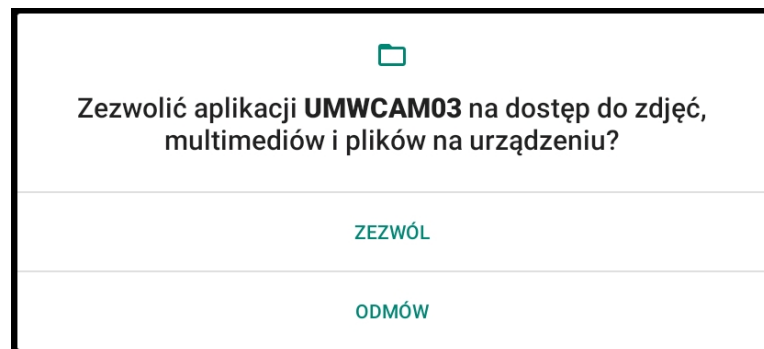 Zezwolić aplikacji UMWCAM03 na dostęp do zdjęć,
multimediów i plików na urządzeniu?
ZEZWÓL
ODMÓW